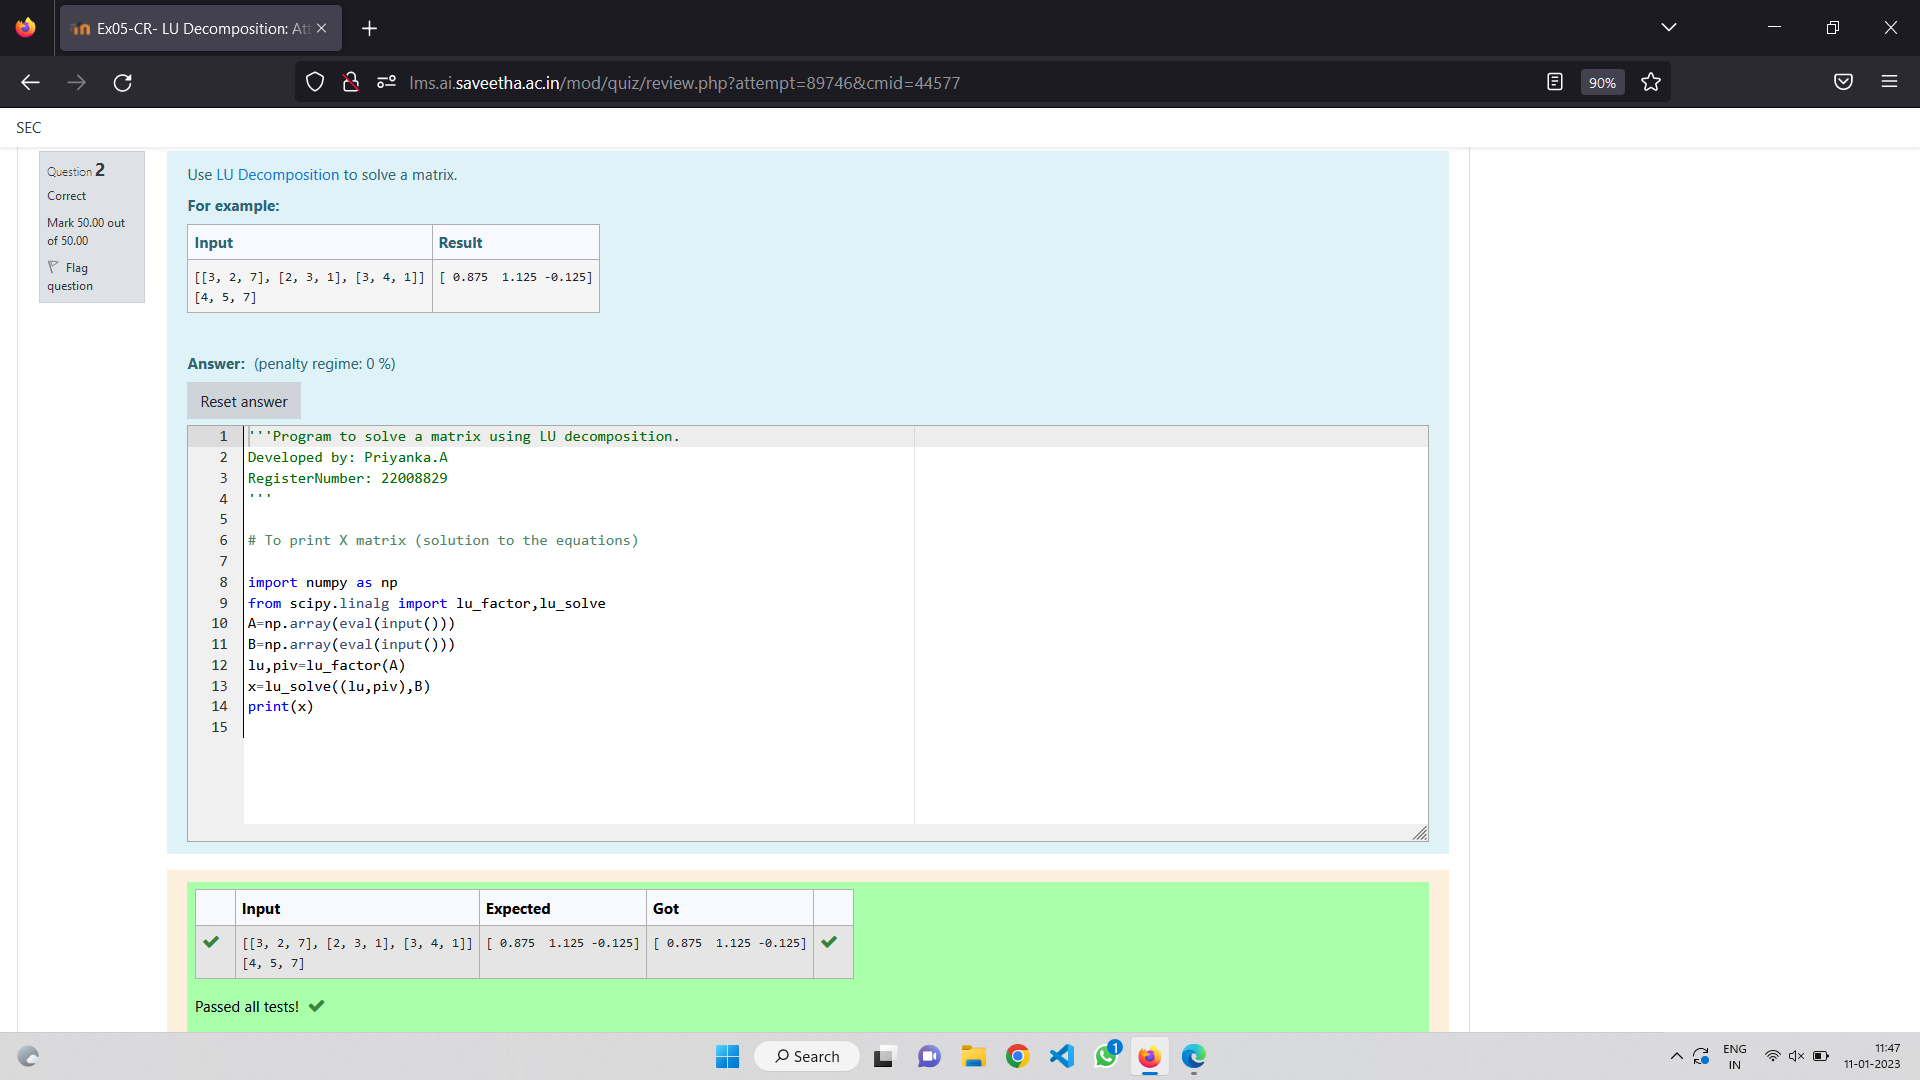 Ex05-CR- LU Decomposition: Att
lms.ai.saveetha.ac.in/mod/quiz/review.php?attempt=89746&cmid=44577
90%
SEC
Question 2
Correct
Mark 50.00 out
of 50.00
Flag
question
Use LU Decomposition to solve a matrix.
For example:
Input Result
[[3, 2, 7], [2, 3, 1], [3, 4, 1]] [ 0.875  1.125 -0.125]
[4, 5, 7]
Answer: (penalty regime: 0 %)
Reset answer
1 '''Program to solve a matrix using LU decomposition.
2 Developed by: Priyanka.A
3 RegisterNumber: 22008829
4 '''
5
6 # To print X matrix (solution to the equations)
7
8 import numpy as np
9 from scipy.linalg import lu_factor,lu_solve
10 A=np.array(eval(input()))
11 B=np.array(eval(input()))
12 lu,piv=lu_factor(A)
13 x=lu_solve((lu,piv),B)
14 print(x)
15
Input Expected Got
[[3, 2, 7], [2, 3, 1], [3, 4, 1]] [ 0.875  1.125 -0.125] [ 0.875  1.125 -0.125]
[4, 5, 7]
Passed all tests!
Search
1
ENG
IN
11:47
11-01-2023